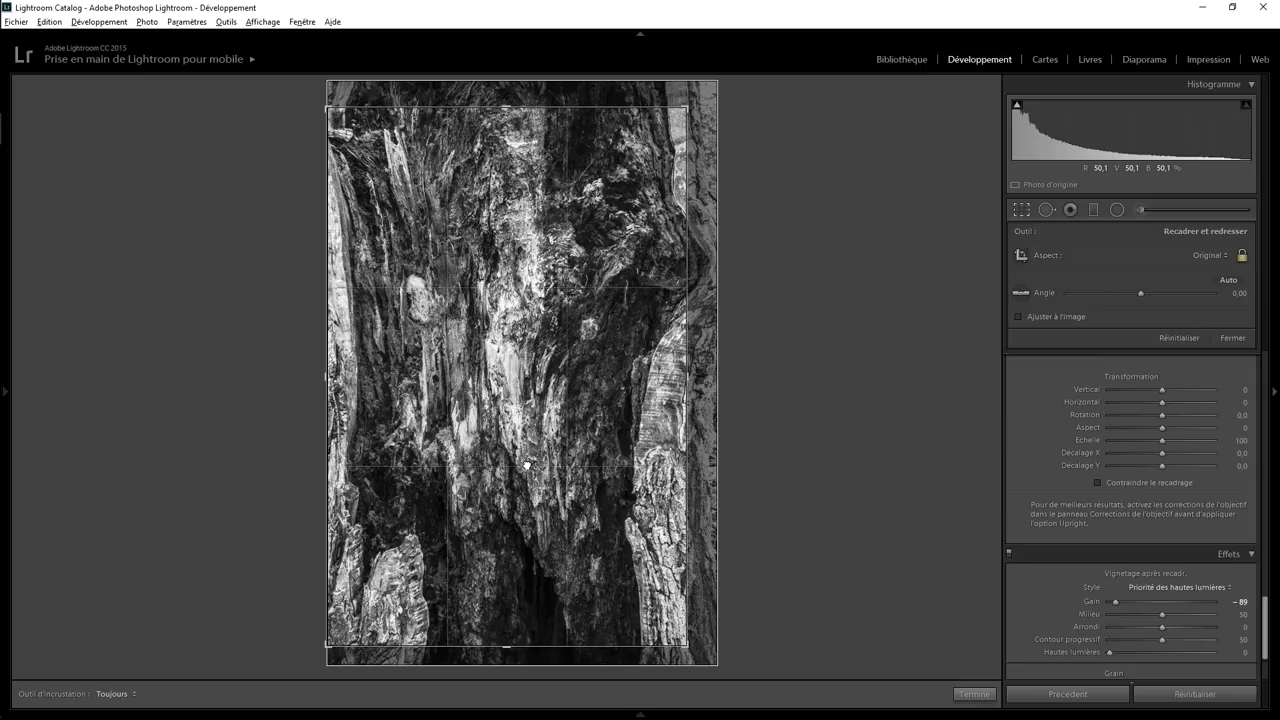 Lightroom Catalog - Adobe Photoshop Lightroom - Développement
Fichier Edition Développement Photo Paramètres Outils Affichage Fenêtre Aide
Lr
Adobe Lightroom CC 2015
Prise en main de Lightroom pour mobile
Bibliothèque Développement Cartes Livres Diaporama Impression Web
Histogramme
R 50,1 V 50,1 B 50,1 %
Photo d'origine
Outil : Recadrer et redresser
Aspect : Original
Auto
Angle 0,00
Ajuster à l'image
Réinitialiser Fermer
Transformation
Vertical 0
Horizontal 0
Rotation 0,0
Aspect 0
Echelle 100
Décalage X 0,0
Décalage Y 0,0
Contraindre le recadrage
Pour de meilleurs résultats, activez les corrections de l'objectif
dans le panneau Corrections de l'objectif avant d'appliquer
l'option Upright.
Effets
Vignetage après recadr.
Style Priorité des hautes lumières
Gain - 89
Milieu 50
Arrondi 0
Contour progressif 50
Hautes lumières 0
Grain
Outil d'incrustation : Toujours
Terminé
Précédent Réinitialiser